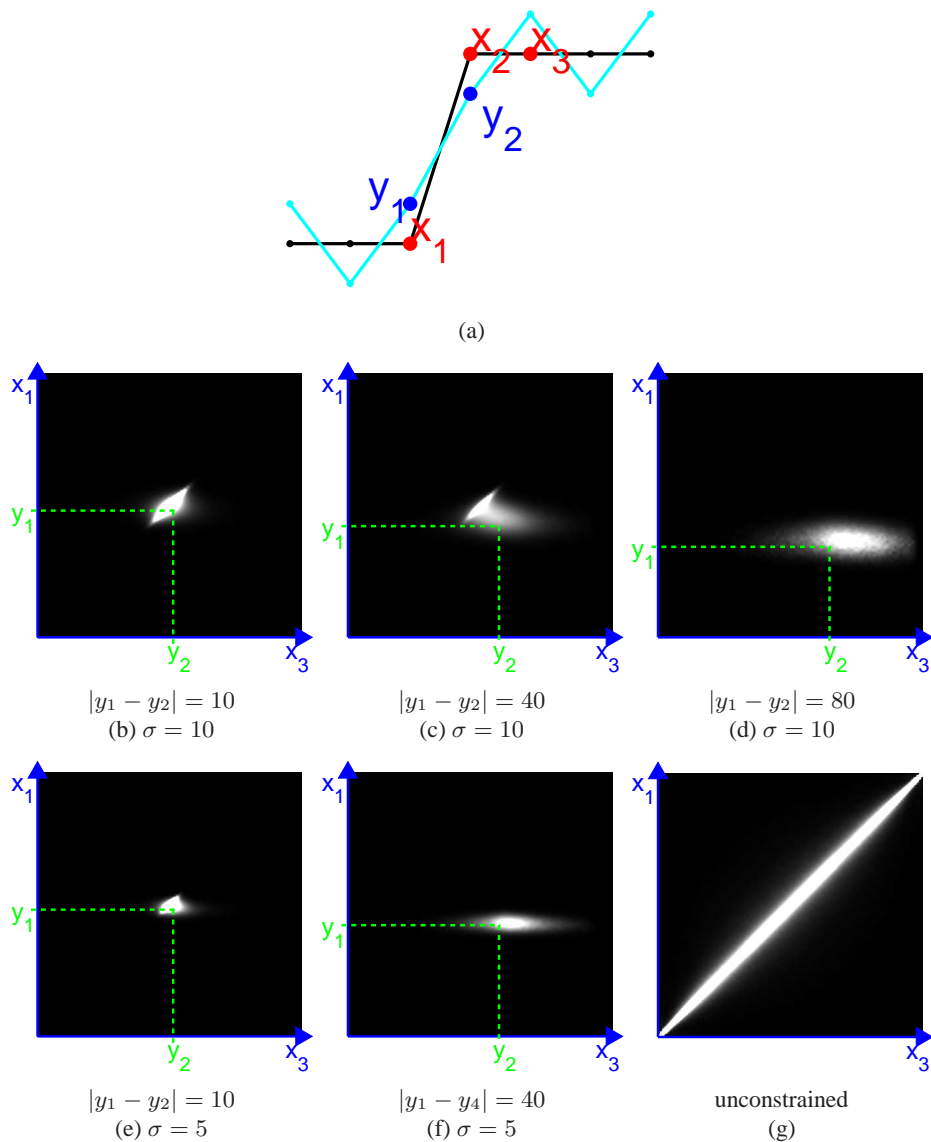 x₂ x₃
y₂
y₁
x₁
(a)
x₁ x₁ x₁
y₁ y₁ y₁
y₂ y₂ y₂
x₃ x₃ x₃
|y₁ − y₂| = 10 |y₁ − y₂| = 40 |y₁ − y₂| = 80
(b) σ = 10 (c) σ = 10 (d) σ = 10
x₁ x₁ x₁
y₁ y₁
y₂ y₂
x₃ x₃ x₃
|y₁ − y₂| = 10 |y₁ − y₄| = 40 unconstrained
(e) σ = 5 (f) σ = 5 (g)